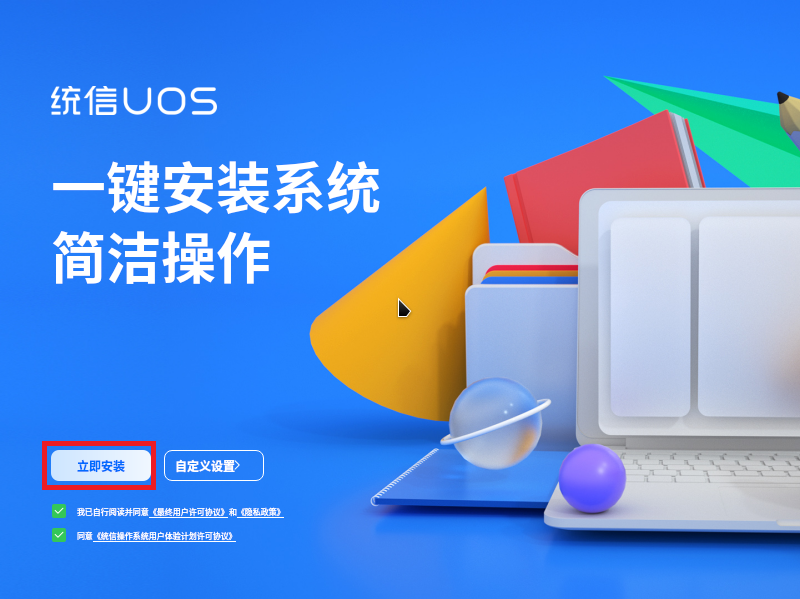 统信UOS
一键安装系统
简洁操作
立即安装
自定义设置>
我已自行阅读并同意《最终用户许可协议》和《隐私政策》
同意《统信操作系统用户体验计划许可协议》